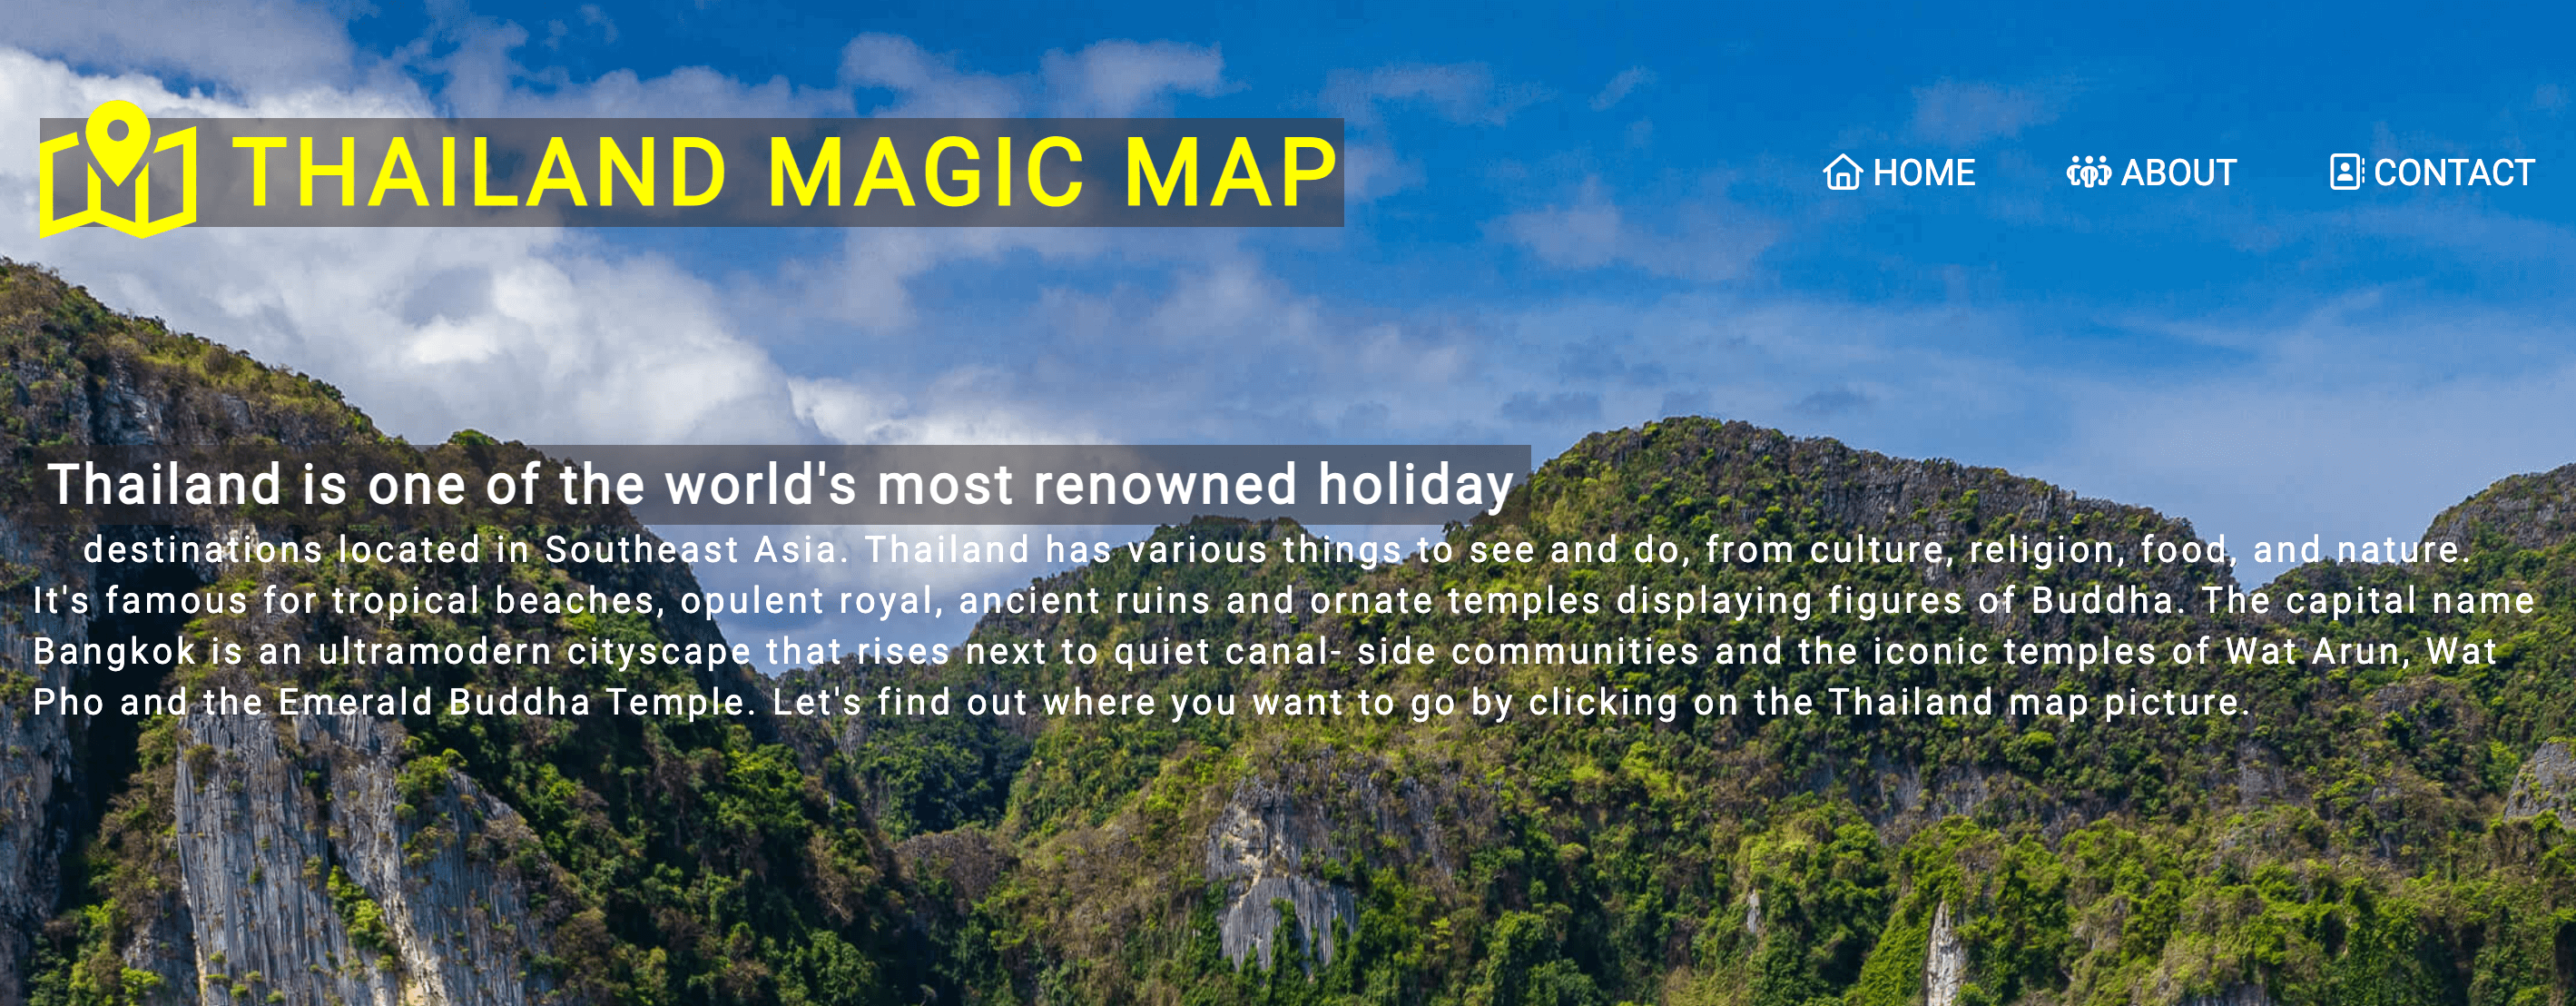 THAILAND MAGIC MAP
HOME ABOUT CONTACT
Thailand is one of the world's most renowned holiday
destinations located in Southeast Asia. Thailand has various things to see and do, from culture, religion, food, and nature.
It's famous for tropical beaches, opulent royal, ancient ruins and ornate temples displaying figures of Buddha. The capital name
Bangkok is an ultramodern cityscape that rises next to quiet canal- side communities and the iconic temples of Wat Arun, Wat
Pho and the Emerald Buddha Temple. Let's find out where you want to go by clicking on the Thailand map picture.